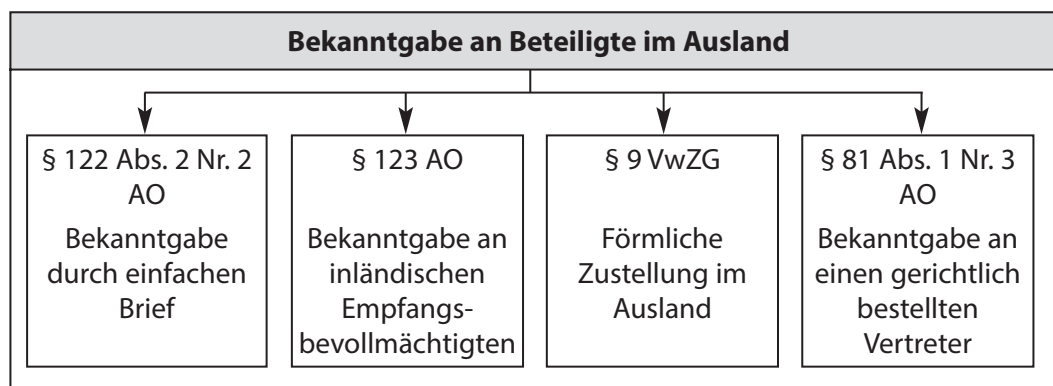 Bekanntgabe an Beteiligte im Ausland
§ 122 Abs. 2 Nr. 2
AO
Bekanntgabe
durch einfachen
Brief
§ 123 AO
Bekanntgabe an
inländischen
Empfangs-
bevollmächtigten
§ 9 VwZG
Förmliche
Zustellung im
Ausland
§ 81 Abs. 1 Nr. 3
AO
Bekanntgabe an
einen gerichtlich
bestellten
Vertreter